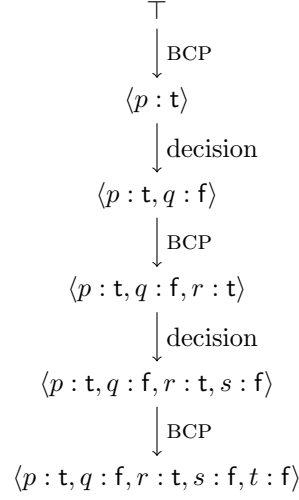 ⊤
BCP
⟨p : t⟩
decision
⟨p : t, q : f⟩
BCP
⟨p : t, q : f, r : t⟩
decision
⟨p : t, q : f, r : t, s : f⟩
BCP
⟨p : t, q : f, r : t, s : f, t : f⟩